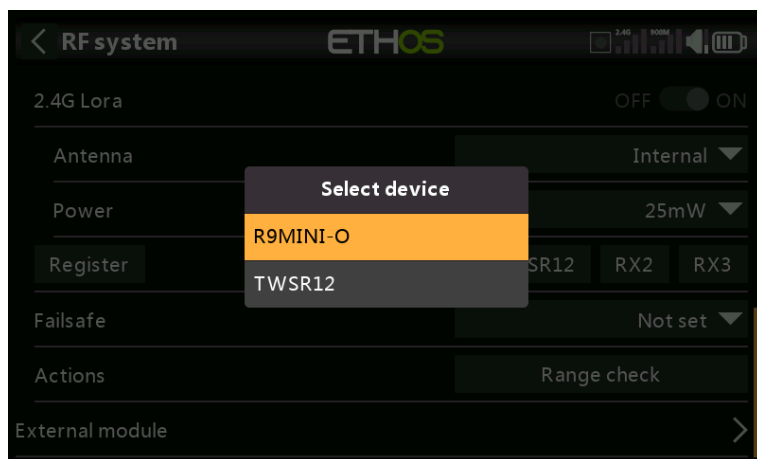 RF system ETHOS 2.4G 900M
2.4G Lora OFF ON
Antenna Internal
Select device
Power 25mW
R9MINI-O
Register SR12 RX2 RX3
TWSR12
Failsafe Not set
Actions Range check
External module